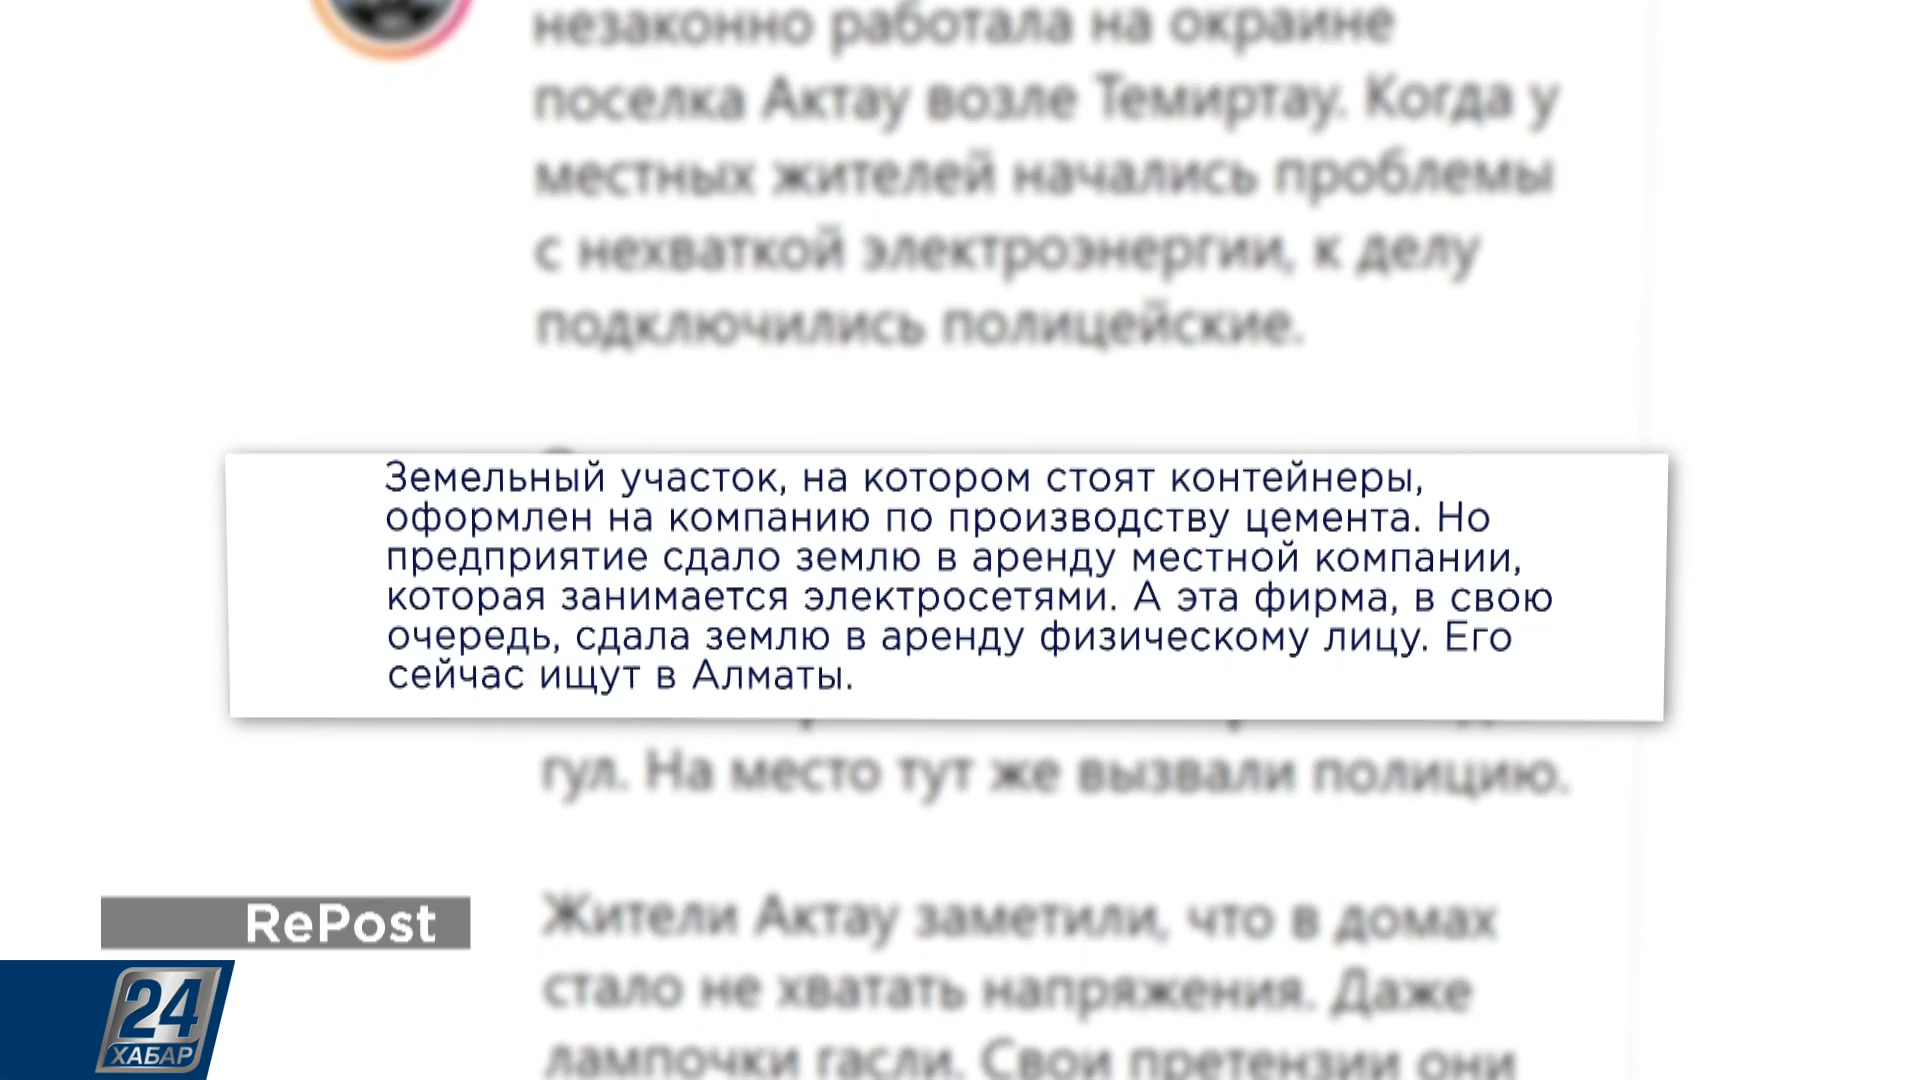 незаконно работала на окраине
поселка Актау возле Темиртау. Когда у
местных жителей начались проблемы
с нехваткой электроэнергии, к делу
подключились полицейские.
Земельный участок, на котором стоят контейнеры,
оформлен на компанию по производству цемента. Но
предприятие сдало землю в аренду местной компании,
которая занимается электросетями. А эта фирма, в свою
очередь, сдала землю в аренду физическому лицу. Его
сейчас ищут в Алматы.
гул. На место тут же вызвали полицию.
Жители Актау заметили, что в домах
стало не хватать напряжения. Даже
лампочки гасли. Свои претензии они
RePost
24
ХАБАР